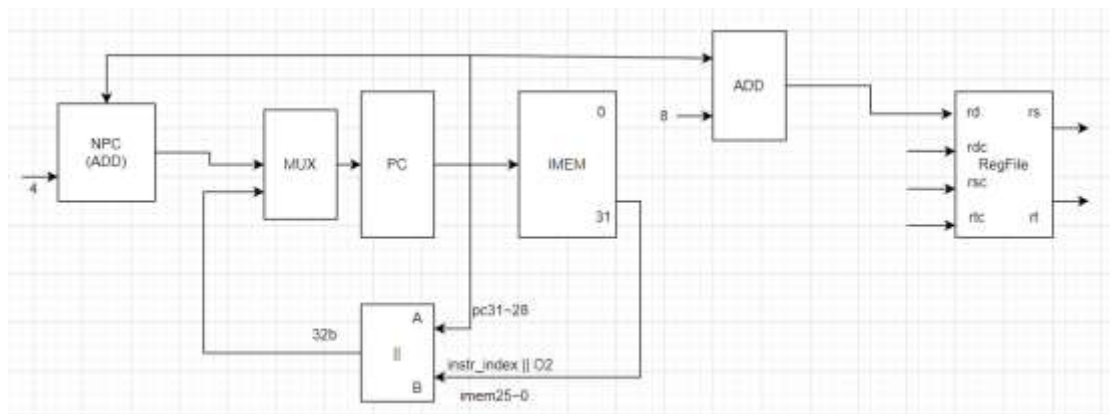 NPC
(ADD)
4
MUX
PC
0
IMEM
31
8
ADD
rd
rs
rdc
RegFile
rsc
rtc
rt
A
||
B
32b
pc31~28
instr_index || O2
imem25~0